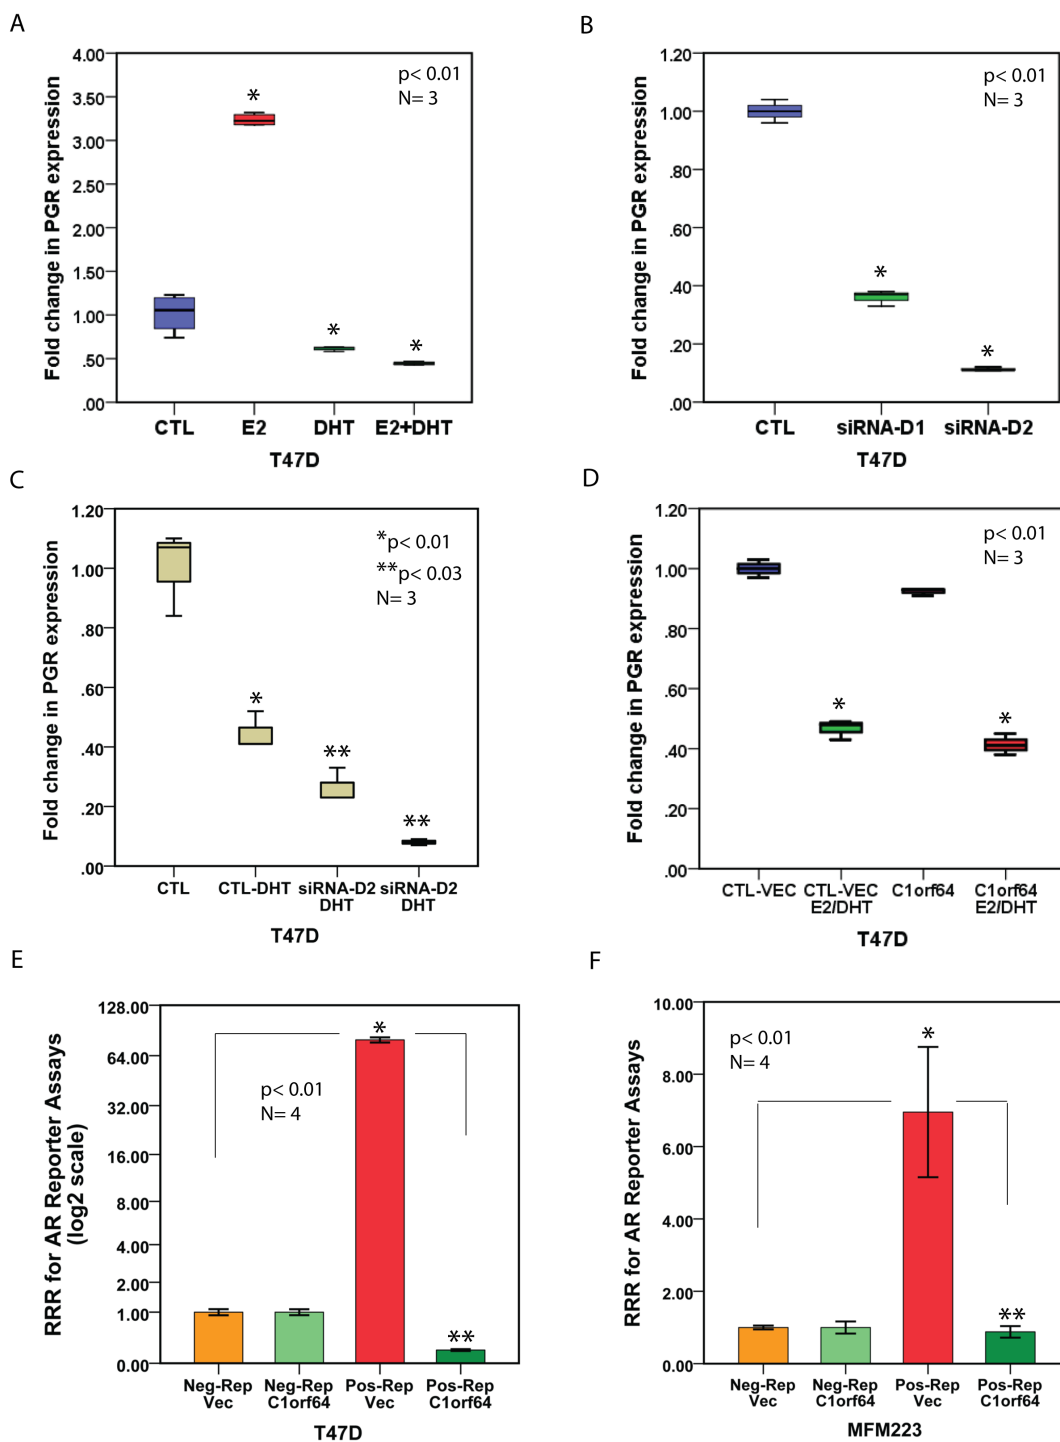 A
Fold change in PGR expression
4.00
3.50
3.00
2.50
2.00
1.50
1.00
.50
.00
p< 0.01
N= 3
*
*
*
CTL E2 DHT E2+DHT
T47D
B
Fold change in PGR expression
1.20
1.00
.80
.60
.40
.20
.00
p< 0.01
N= 3
*
*
CTL siRNA-D1 siRNA-D2
T47D
C
Fold change in PGR expression
1.20
1.00
.80
.60
.40
.20
.00
*p< 0.01
**p< 0.03
N= 3
*
**
**
CTL CTL-DHT siRNA-D2 siRNA-D2
DHT DHT
T47D
D
Fold change in PGR expression
1.20
1.00
.80
.60
.40
.20
.00
p< 0.01
N= 3
*
*
CTL-VEC CTL-VEC C1orf64 C1orf64
E2/DHT E2/DHT
T47D
E
RRR for AR Reporter Assays
(log2 scale)
128.00
64.00
32.00
16.00
8.00
4.00
2.00
1.00
0.00
*
p< 0.01
N= 4
**
Neg-Rep Neg-Rep Pos-Rep Pos-Rep
Vec C1orf64 Vec C1orf64
T47D
F
RRR for AR Reporter Assays
10.00
8.00
6.00
4.00
2.00
0.00
p< 0.01
N= 4
*
**
Neg-Rep Neg-Rep Pos-Rep Pos-Rep
Vec C1orf64 Vec C1orf64
MFM223